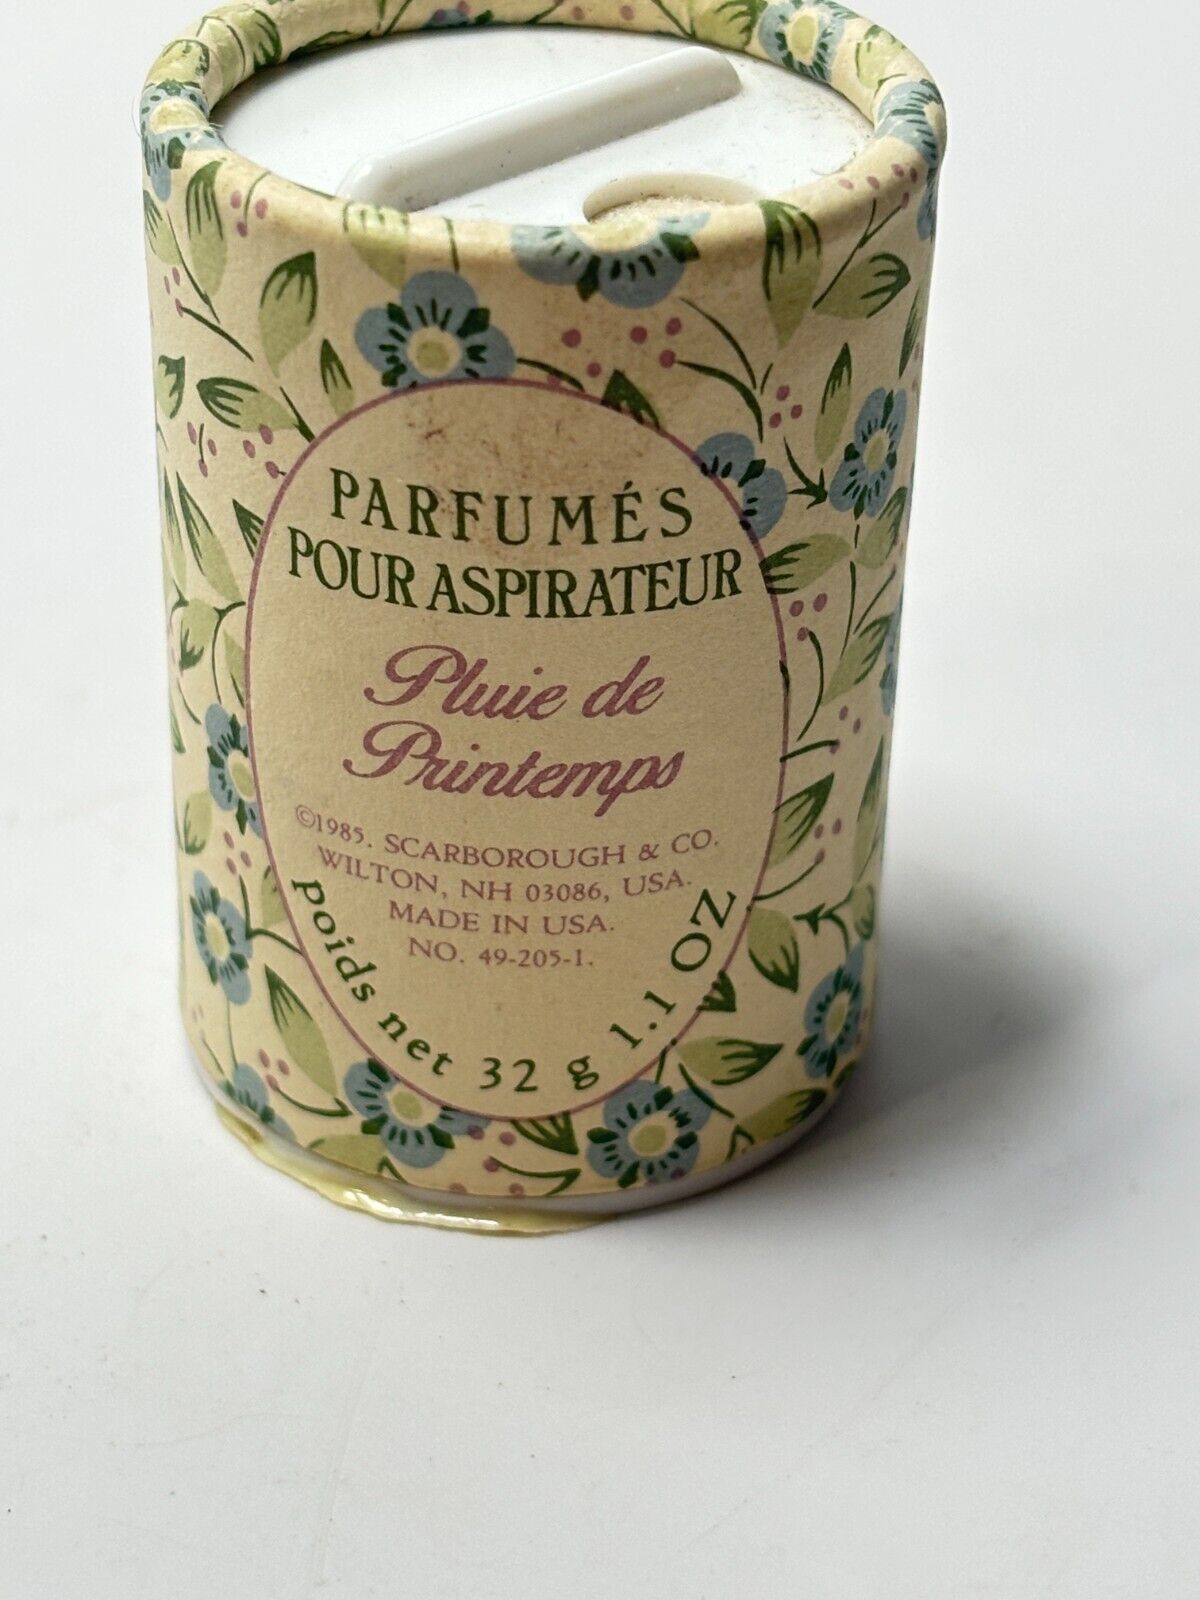 PARFUMÉS
POUR ASPIRATEUR
Pluie de
Printemps
©1985. SCARBOROUGH & CO.
WILTON, NH 03086, USA.
MADE IN USA.
NO. 49-205-1.
poids net 32 g 1.1 OZ